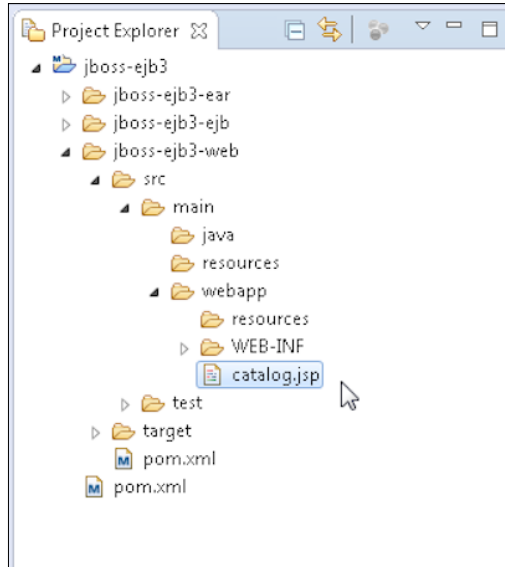 Project Explorer
jboss-ejb3
jboss-ejb3-ear
jboss-ejb3-ejb
jboss-ejb3-web
src
main
java
resources
webapp
resources
WEB-INF
catalog.jsp
test
target
M pom.xml
M pom.xml